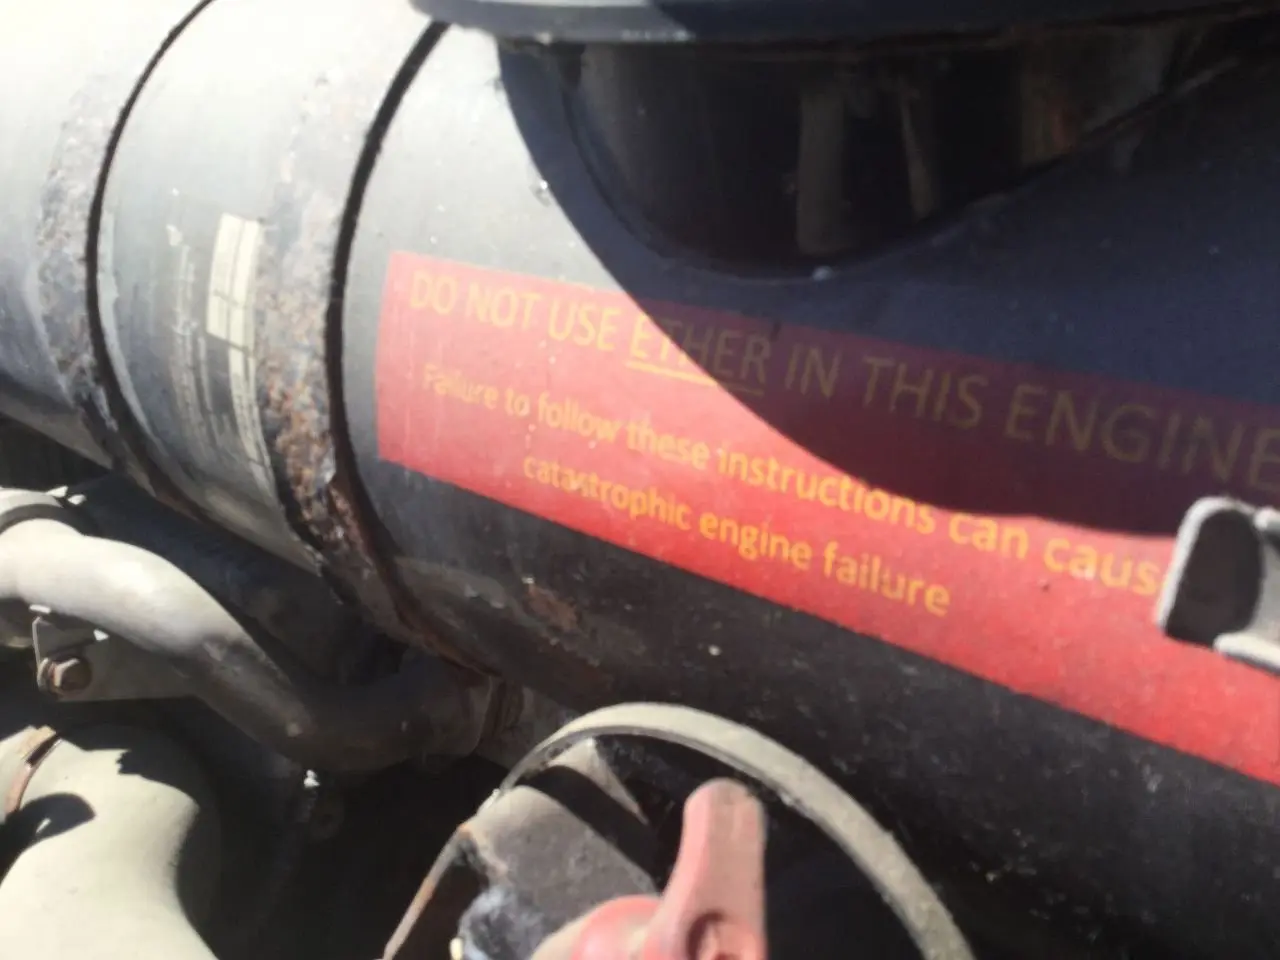 DO NOT USE ETHER IN THIS ENGINE
Failure to follow these instructions can caus
catastrophic engine failure